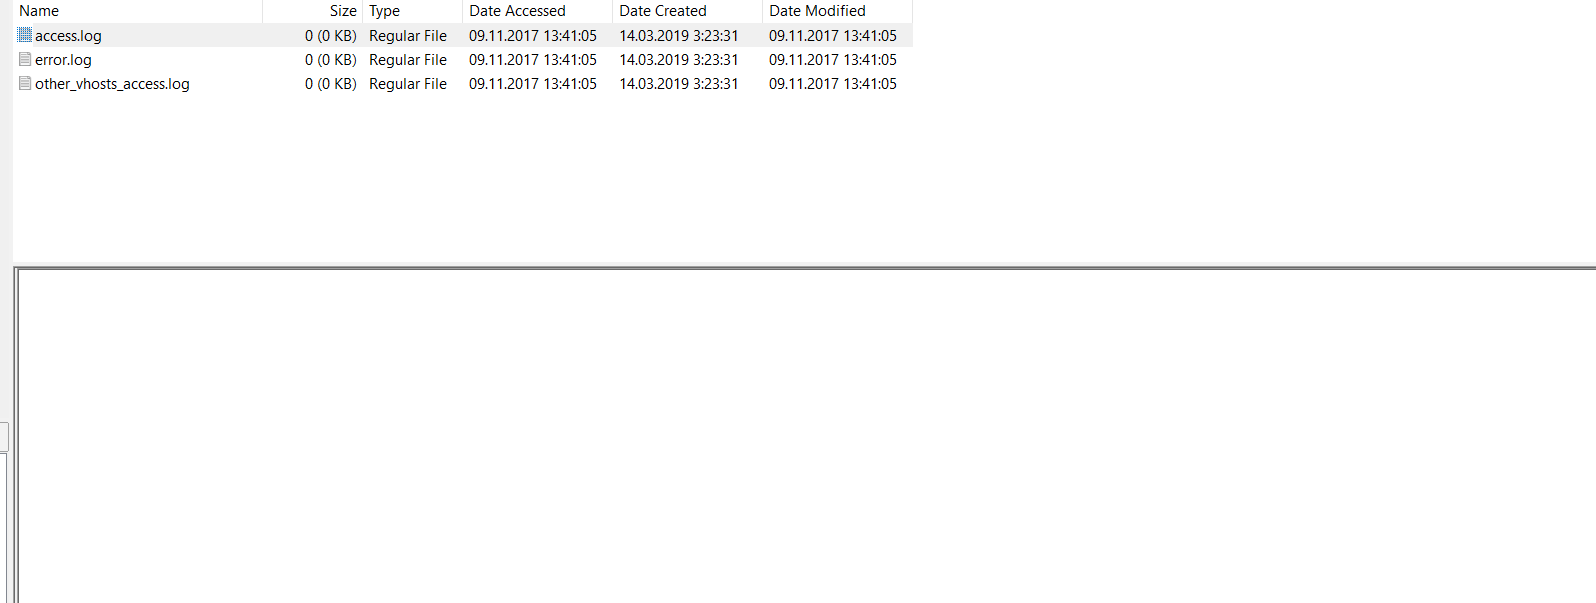 Name Size Type Date Accessed Date Created Date Modified
access.log 0 (0 KB) Regular File 09.11.2017 13:41:05 14.03.2019 3:23:31 09.11.2017 13:41:05
error.log 0 (0 KB) Regular File 09.11.2017 13:41:05 14.03.2019 3:23:31 09.11.2017 13:41:05
other_vhosts_access.log 0 (0 KB) Regular File 09.11.2017 13:41:05 14.03.2019 3:23:31 09.11.2017 13:41:05